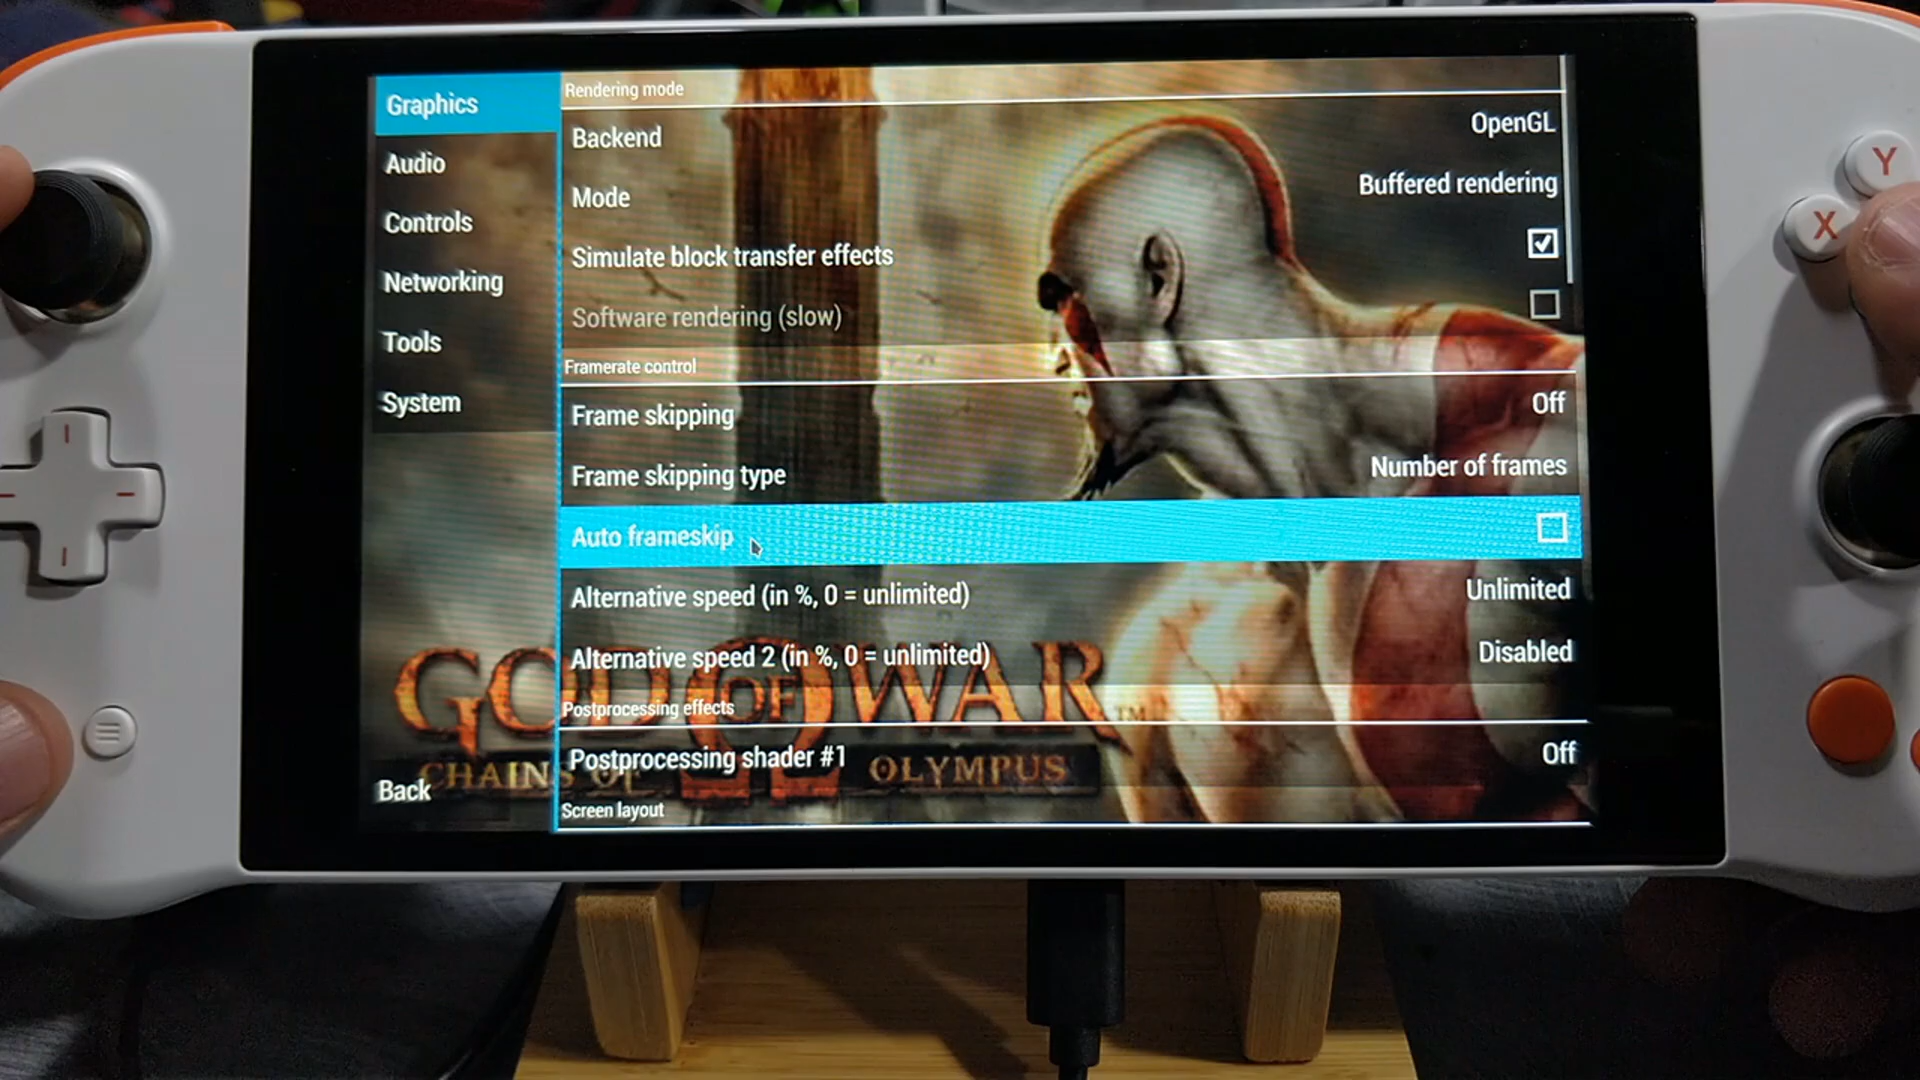 Graphics
Audio
Controls
Networking
Tools
System
Back
Rendering mode
Backend OpenGL
Mode Buffered rendering
Simulate block transfer effects
Software rendering (slow)
Framerate control
Frame skipping Off
Frame skipping type Number of frames
Auto frameskip
Alternative speed (in %, 0 = unlimited) Unlimited
Alternative speed 2 (in %, 0 = unlimited) Disabled
Postprocessing effects
Postprocessing shader #1 Off
Screen layout
GOD OF WAR™
CHAINS OF OLYMPUS
Y
X